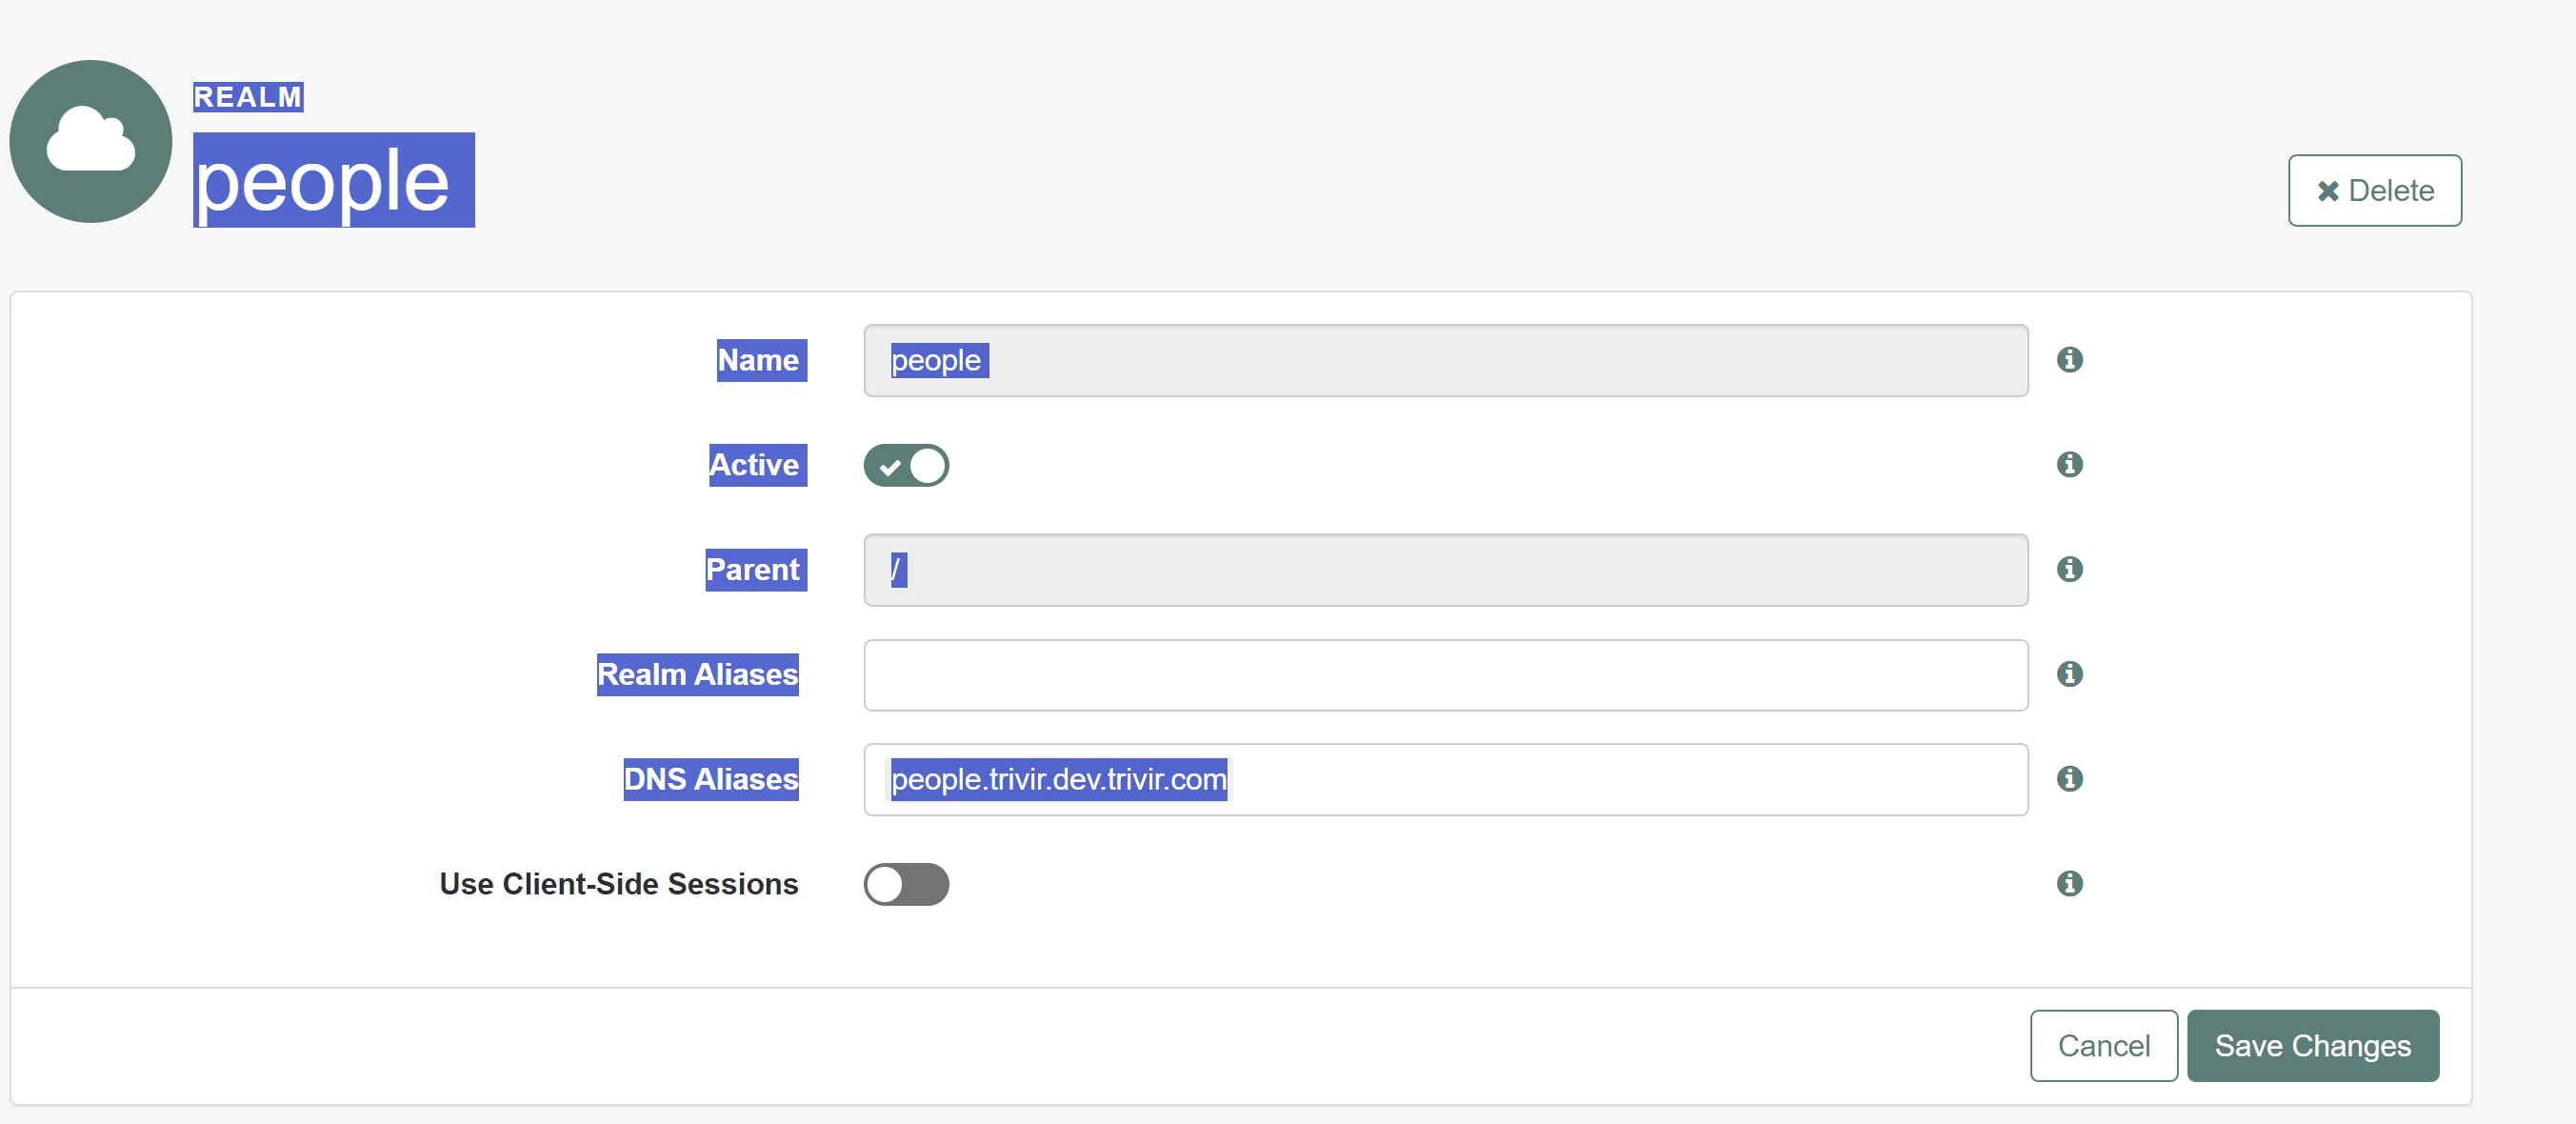 REALM
people
Delete
Name people
Active
Parent /
Realm Aliases
DNS Aliases people.trivir.dev.trivir.com
Use Client-Side Sessions
Cancel Save Changes